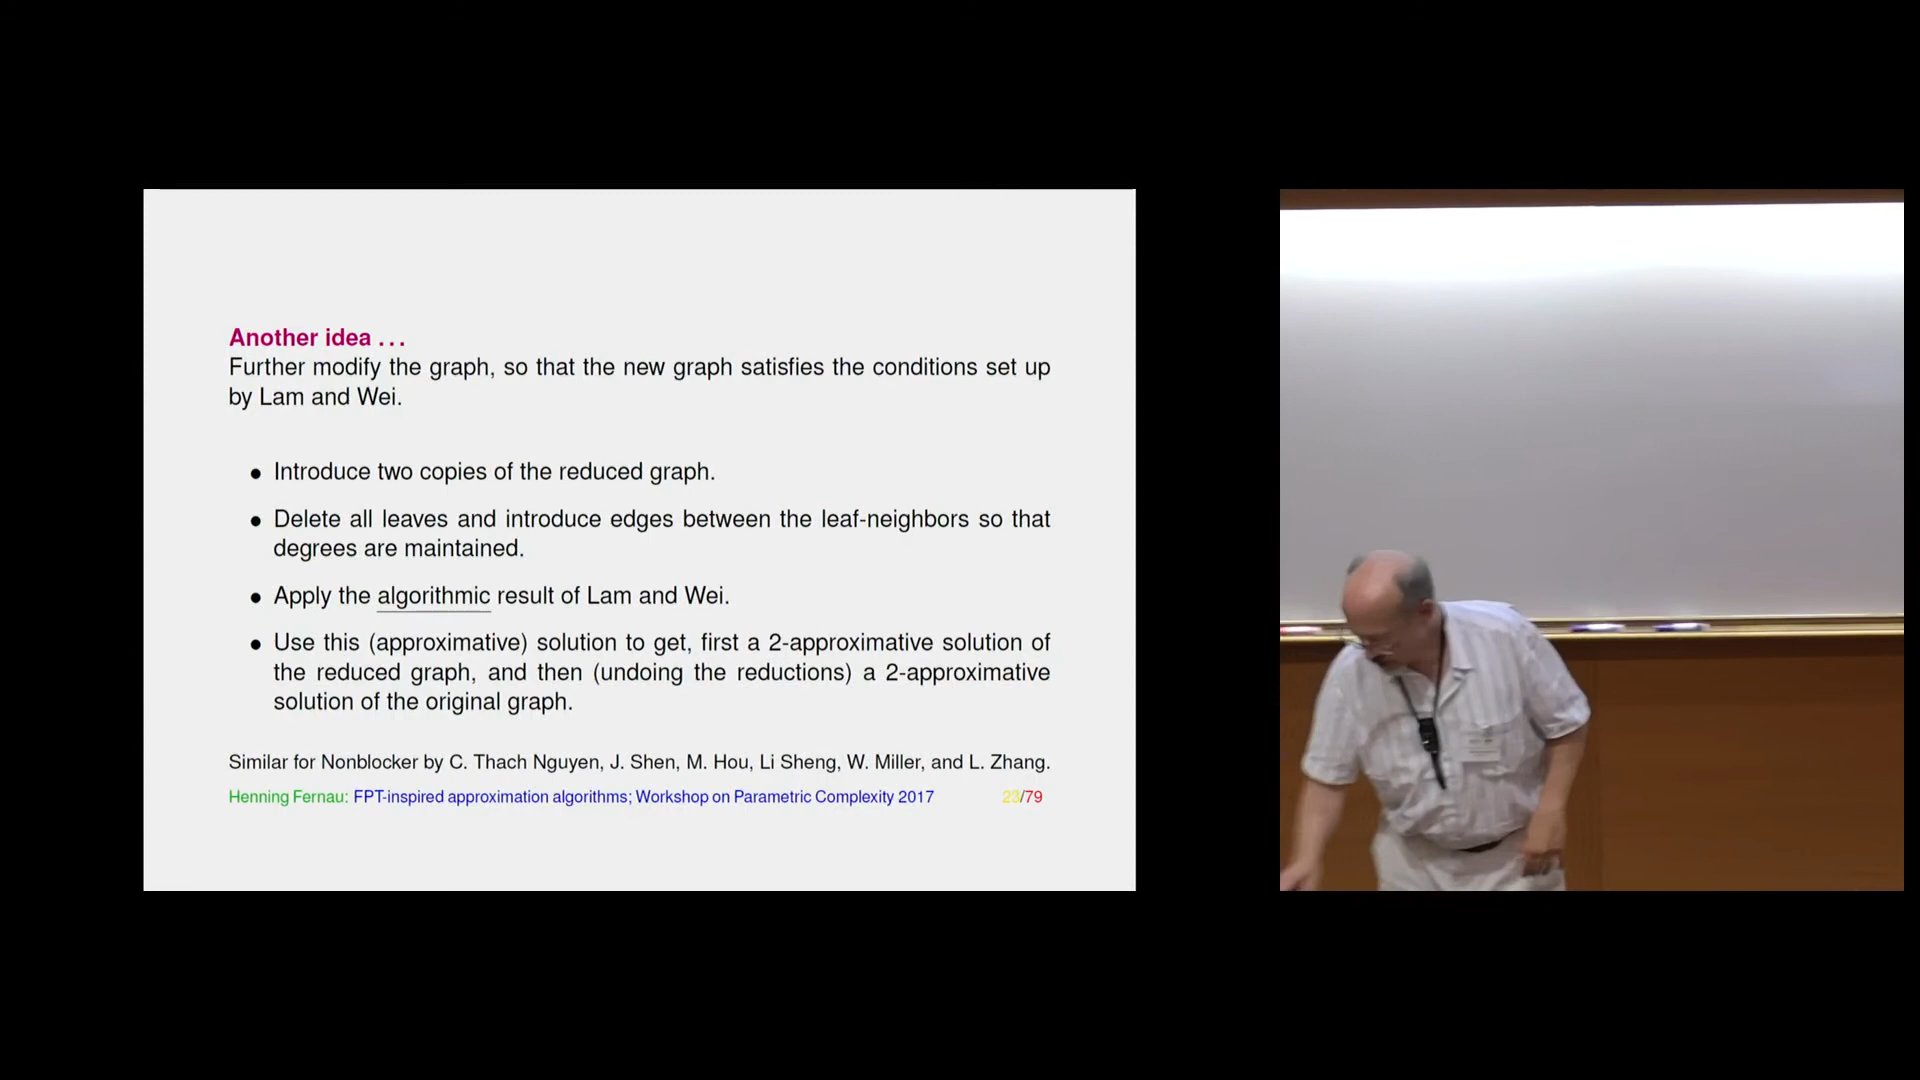 Another idea . . .
Further modify the graph, so that the new graph satisfies the conditions set up
by Lam and Wei.
● Introduce two copies of the reduced graph.
● Delete all leaves and introduce edges between the leaf-neighbors so that
degrees are maintained.
● Apply the algorithmic result of Lam and Wei.
● Use this (approximative) solution to get, first a 2-approximative solution of
the reduced graph, and then (undoing the reductions) a 2-approximative
solution of the original graph.
Similar for Nonblocker by C. Thach Nguyen, J. Shen, M. Hou, Li Sheng, W. Miller, and L. Zhang.
Henning Fernau: FPT-inspired approximation algorithms; Workshop on Parametric Complexity 2017 23/79